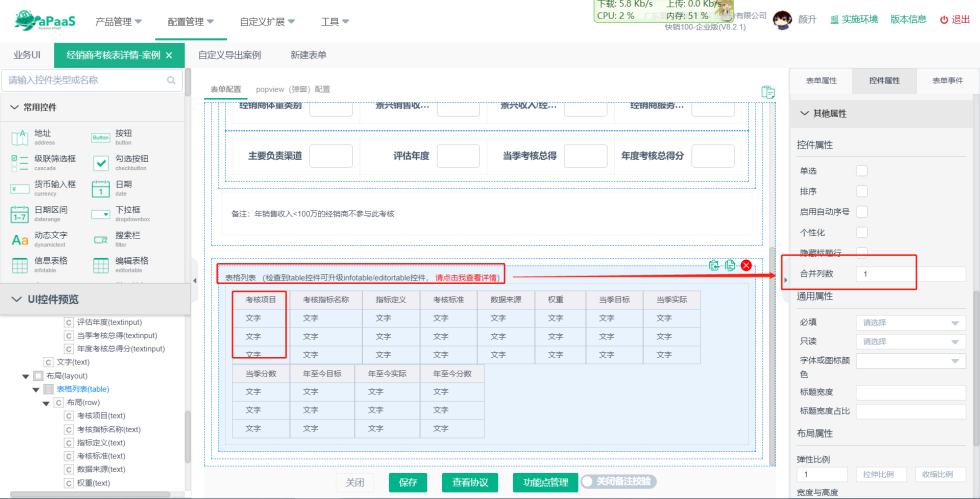 下载: 5.8 Kb/s 上传: 0.0 Kb/s
CPU: 2 % 内存: 51 %
有限公司
快销100-企业版(V8.2.1)
aPaaS
产品管理
配置管理
自定义扩展
工具
颜升
实施环境
版本信息
退出
业务UI
经销商考核表详情-案例 ×
自定义导出案例
新建表单
请输入控件类型或名称
常用控件
地址
address
Button
按钮
button
级联筛选框
cascade
勾选按钮
checkbutton
货币输入框
currency
日期
date
日期区间
daterange
下拉框
dropdownbox
动态文字
dynamictext
搜索栏
filter
信息表格
infotable
编辑表格
editortable
UI控件预览
C 评估年度(textinput)
C 当季考核总得(textinput)
C 年度考核总得分(textinput)
C 文字(text)
布局(layout)
表格列表(table)
C 布局(row)
C 考核项目(text)
C 考核指标名称(text)
C 指标定义(text)
C 考核标准(text)
C 数据来源(text)
C 权重(text)
表单配置
popview（弹窗）配置
经销商体量类别
景兴销售收...
景兴收入/经...
经销商服务...
主要负责渠道
评估年度
当季考核总得
年度考核总得分
备注：年销售收入<100万的经销商不参与此考核
表格列表 （检查到table控件可升级infotable/editortable控件，请点击我查看详情）
考核项目 考核指标名称 指标定义 考核标准 数据来源 权重 当季目标 当季实际
文字 文字 文字 文字 文字 文字 文字 文字
文字 文字 文字 文字 文字 文字 文字 文字
文字 文字 文字 文字 文字 文字 文字 文字
当季分数 年至今目标 年至今实际 年至今分数
文字 文字 文字 文字
文字 文字 文字 文字
文字 文字 文字 文字
关闭
保存
查看协议
功能点管理
关闭备注校验
表单属性
控件属性
表单事件
其他属性
控件属性
单选
排序
启用自动序号
个性化
隐藏标题行
合并列数 1
通用属性
必填 请选择
只读 请选择
字体或图标颜
色
标题宽度
标题宽度占比
布局属性
弹性比例
1 拉伸比例 收缩比例
宽度与高度